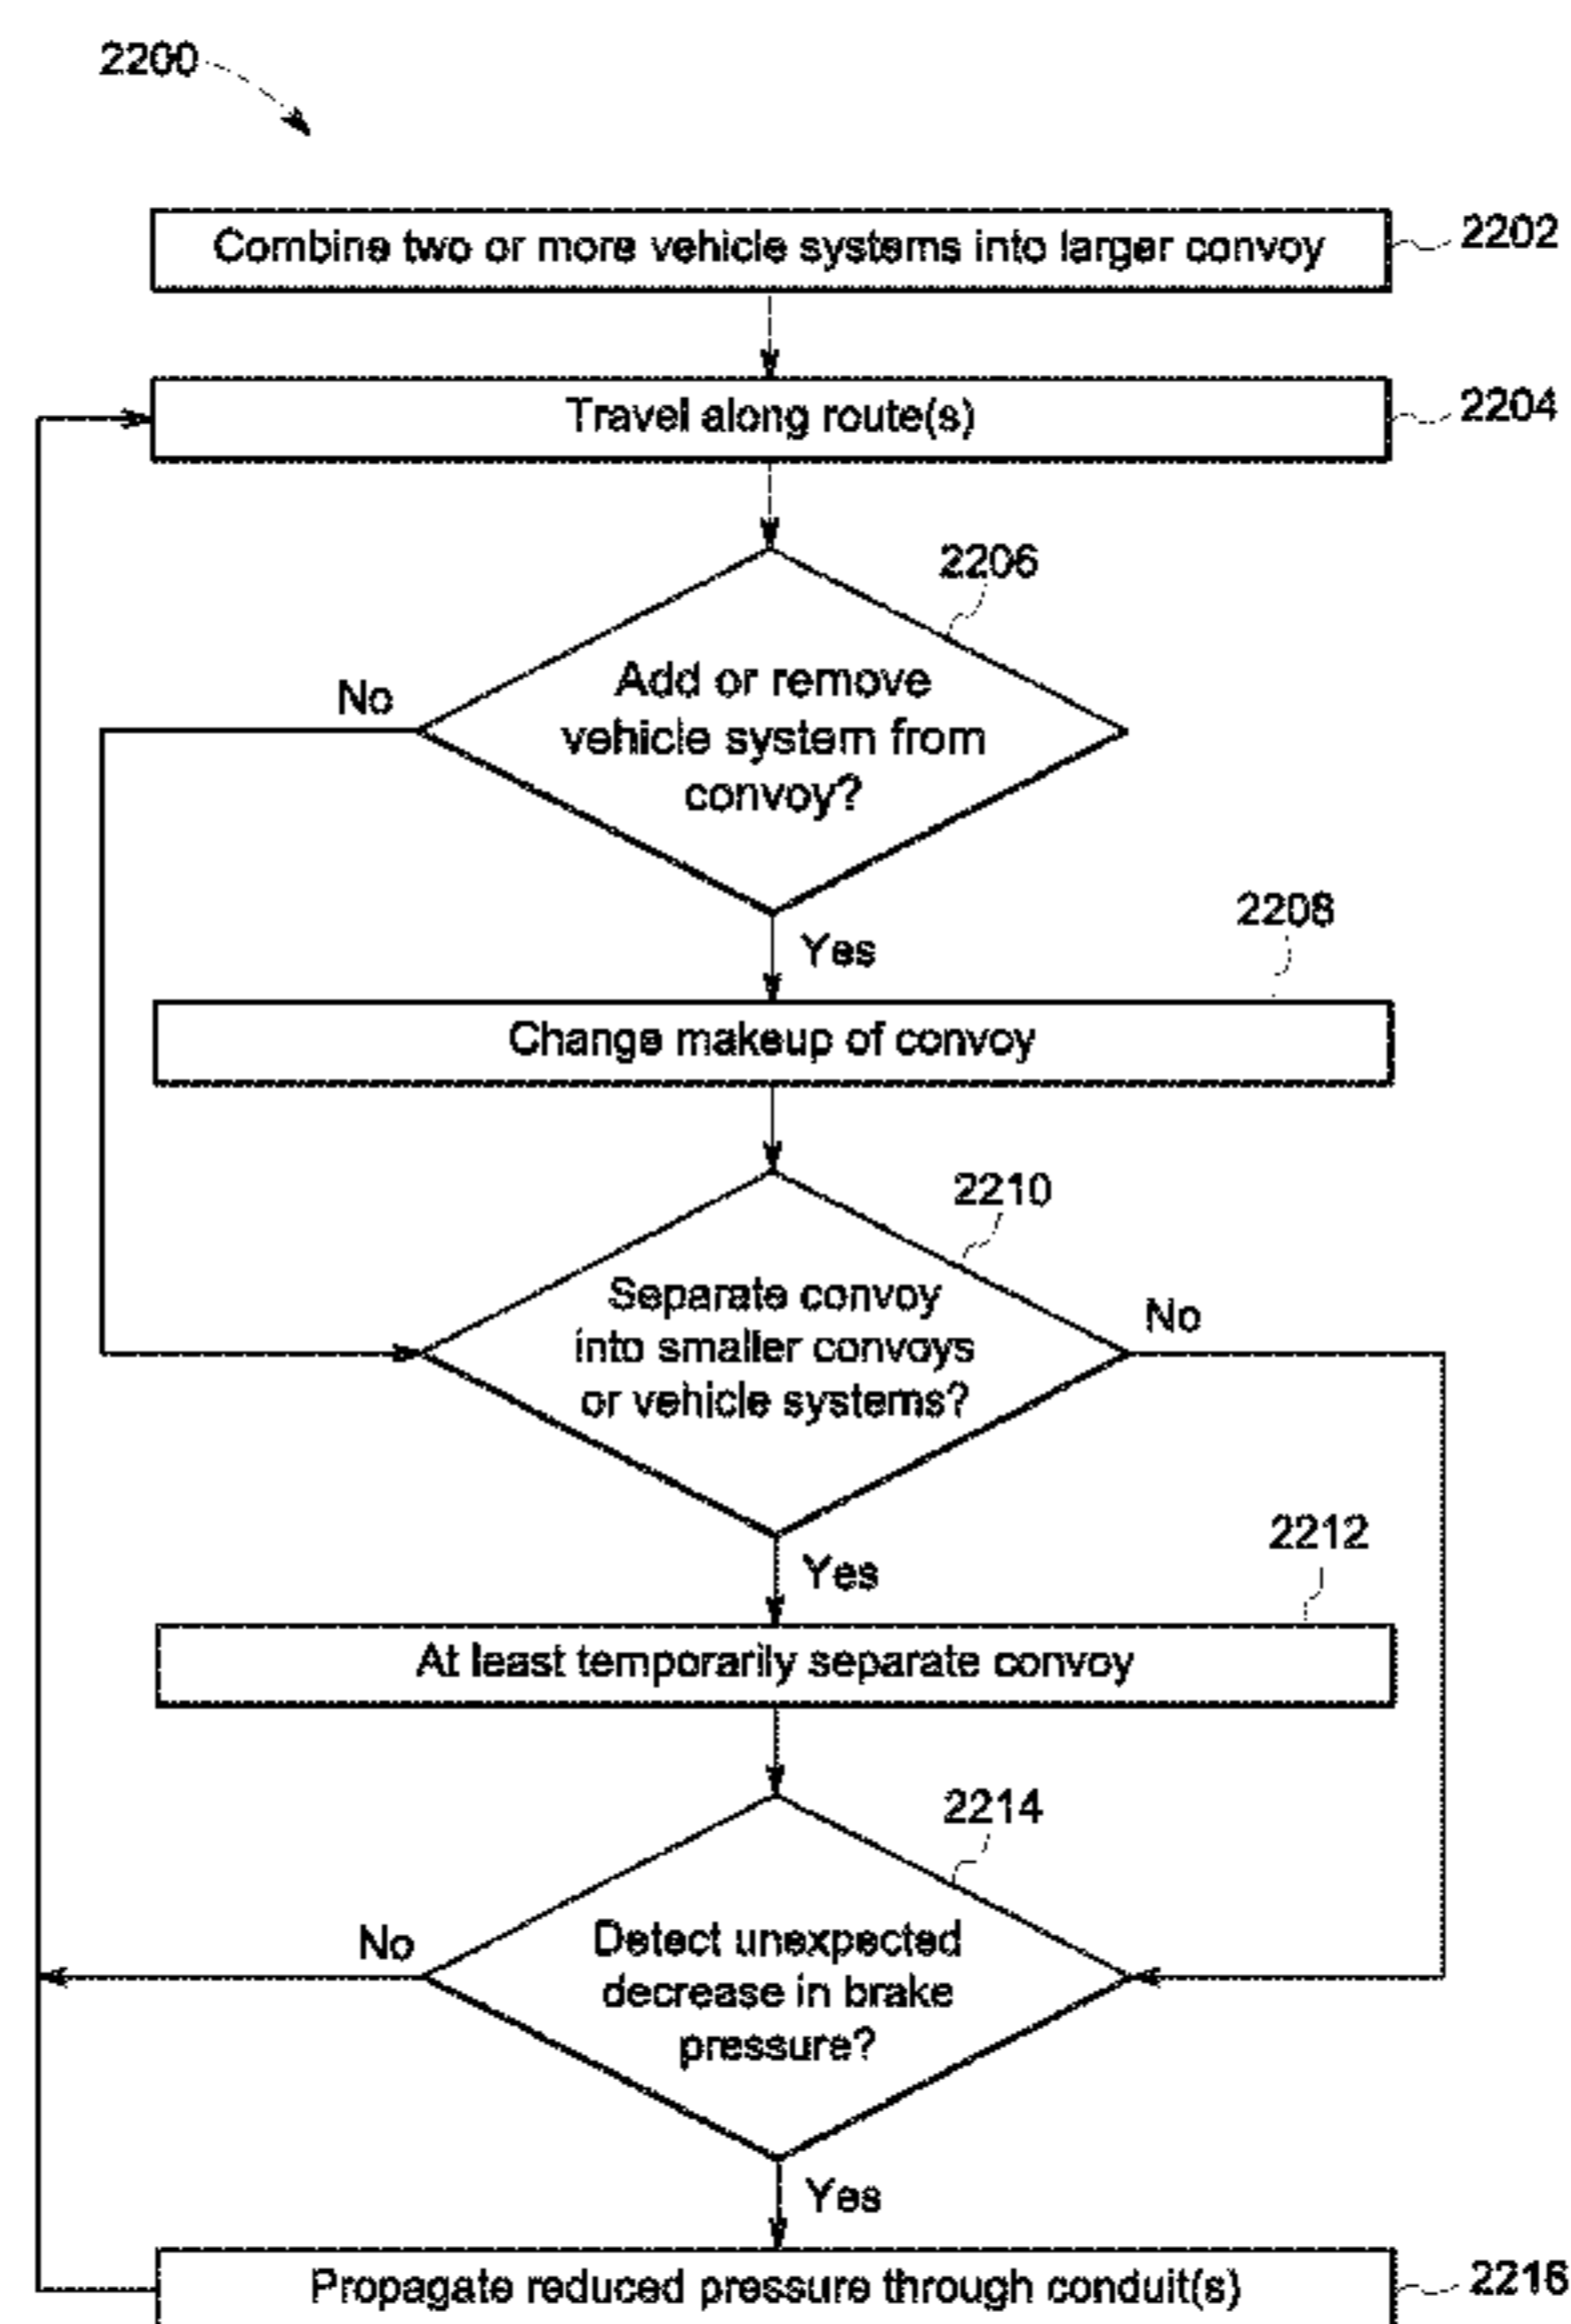 2200
Combine two or more vehicle systems into larger convoy
2202
Travel along route(s)
2204
2206
Add or remove
vehicle system from
convoy?
No
Yes
2208
Change makeup of convoy
2210
Separate convoy
into smaller convoys
or vehicle systems?
No
Yes
2212
At least temporarily separate convoy
2214
Detect unexpected
decrease in brake
pressure?
No
Yes
Propagate reduced pressure through conduit(s)
2216